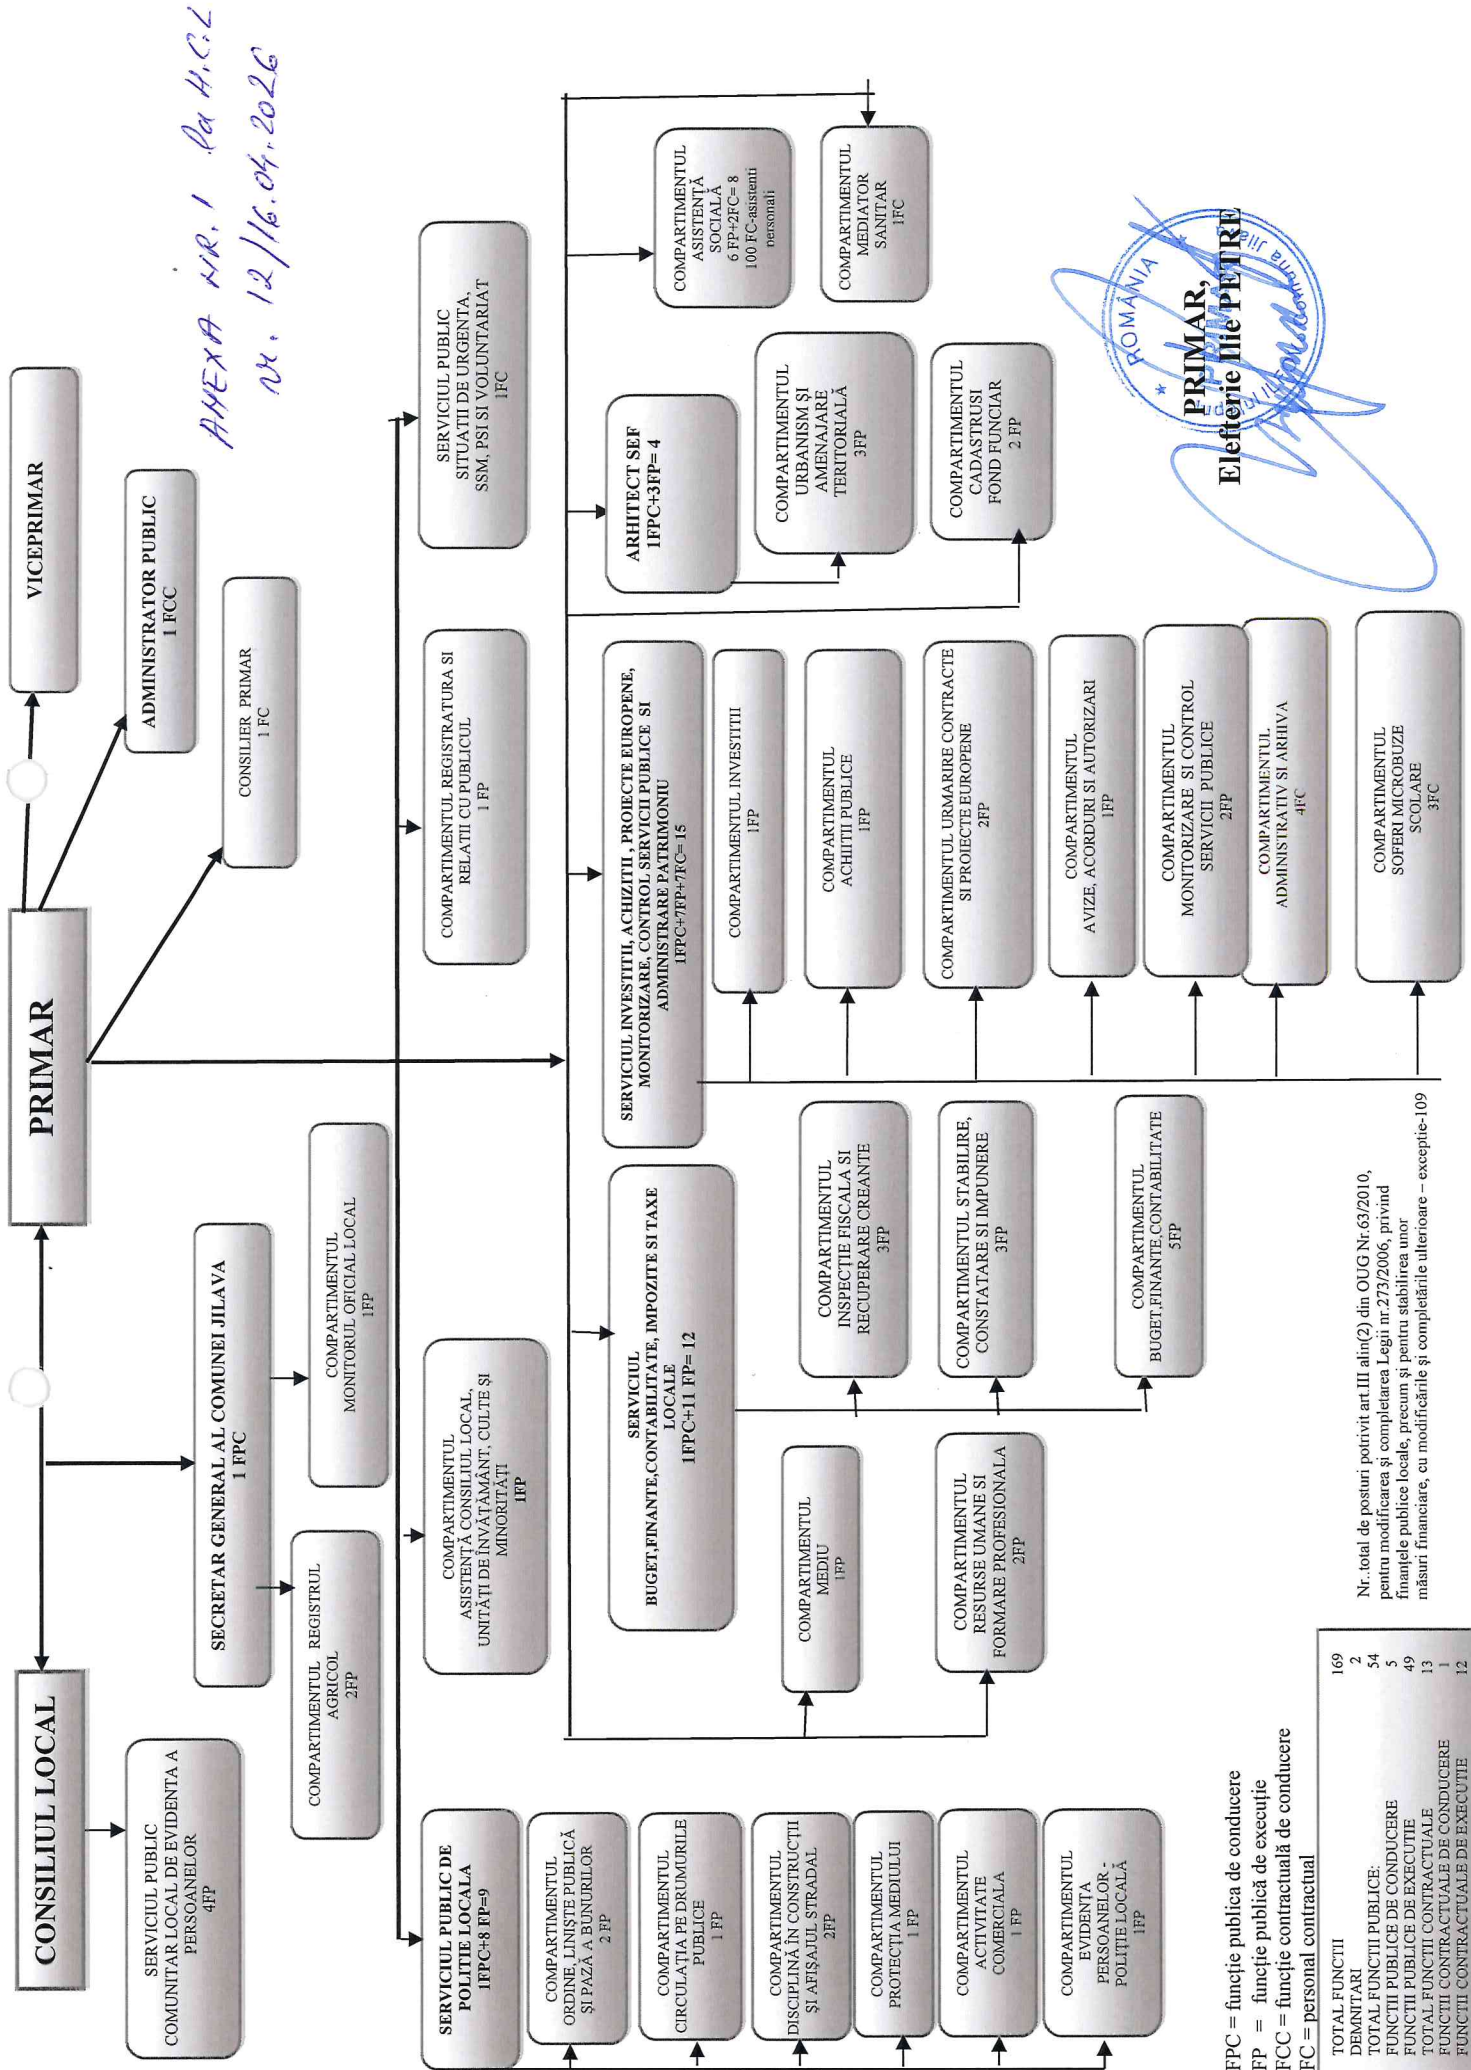 ANEXA NR. 1 la H.C.L
nr. 12/16.04.2026
CONSILIUL LOCAL
PRIMAR
VICEPRIMAR
ADMINISTRATOR PUBLIC
1 FCC
CONSILIER PRIMAR
1 FC
SERVICIUL PUBLIC
COMUNITAR LOCAL DE EVIDENTA A
PERSOANELOR
4FP
SECRETAR GENERAL AL COMUNEI JILAVA
1 FPC
COMPARTIMENTUL REGISTRUL
AGRICOL
2FP
COMPARTIMENTUL
MONITORUL OFICIAL LOCAL
1FP
SERVICIUL PUBLIC DE
POLITIE LOCALA
1FPC+8 FP=9
COMPARTIMENTUL
ASISTENȚĂ CONSILIUL LOCAL,
UNITĂȚI DE ÎNVĂȚĂMÂNT, CULTE ȘI
MINORITĂȚI
1FP
COMPARTIMENTUL REGISTRATURA SI
RELATII CU PUBLICUL
1 FP
SERVICIUL PUBLIC
SITUATII DE URGENTA,
SSM, PSI SI VOLUNTARIAT
1FC
COMPARTIMENTUL
ORDINE, LINIȘTE PUBLICĂ
ȘI PAZĂ A BUNURILOR
2 FP
COMPARTIMENTUL
CIRCULAȚIA PE DRUMURILE
PUBLICE
1 FP
COMPARTIMENTUL
DISCIPLINĂ ÎN CONSTRUCȚII
ȘI AFIȘAJUL STRADAL
2FP
COMPARTIMENTUL
PROTECȚIA MEDIULUI
1 FP
COMPARTIMENTUL
ACTIVITATE
COMERCIALA
1 FP
COMPARTIMENTUL
EVIDENȚA
PERSOANELOR -
POLIȚIE LOCALĂ
1FP
COMPARTIMENTUL
MEDIU
1FP
COMPARTIMENTUL
RESURSE UMANE SI
FORMARE PROFESIONALA
2FP
SERVICIUL
BUGET,FINANTE,CONTABILITATE, IMPOZITE SI TAXE
LOCALE
1FPC+11 FP= 12
COMPARTIMENTUL
INSPECTIE FISCALA SI
RECUPERARE CREANTE
3FP
COMPARTIMENTUL STABILIRE,
CONSTATARE SI IMPUNERE
3FP
COMPARTIMENTUL
BUGET,FINANTE,CONTABILITATE
5FP
SERVICIUL INVESTITII, ACHIZITII , PROIECTE EUROPENE,
MONITORIZARE, CONTROL SERVICII PUBLICE SI
ADMINISTRARE PATRIMONIU
1FPC+7FP+7FC= 15
COMPARTIMENTUL INVESTITII
1FP
COMPARTIMENTUL
ACHIITII PUBLICE
1FP
COMPARTIMENTUL URMARIRE CONTRACTE
SI PROIECTE EUROPENE
2FP
COMPARTIMENTUL
AVIZE, ACORDURI SI AUTORIZARI
1FP
COMPARTIMENTUL
MONITORIZARE SI CONTROL
SERVICII PUBLICE
2FP
COMPARTIMENTUL
ADMINISTRATIV SI ARHIVA
4FC
COMPARTIMENTUL
SOFERI MICROBUZE
SCOLARE
3FC
ARHITECT SEF
1FPC+3FP= 4
COMPARTIMENTUL
URBANISM ȘI
AMENAJARE
TERITORIALĂ
3FP
COMPARTIMENTUL
CADASTRUSI
FOND FUNCIAR
2 FP
COMPARTIMENTUL
ASISTENȚĂ
SOCIALĂ
6 FP+2FC= 8
100 FC-asistenti
personali
COMPARTIMENTUL
MEDIATOR
SANITAR
1FC
PRIMAR,
Elefterie Ilie PETRE
ROMÂNIA
PRIMAR
Comuna Jilava
FPC = funcție publica de conducere
FP = funcție publică de execuție
FCC = funcție contractuală de conducere
FC = personal contractual
TOTAL FUNCTII 169
DEMNITARI 2
TOTAL FUNCTII PUBLICE: 54
FUNCTII PUBLICE DE CONDUCERE 5
FUNCTII PUBLICE DE EXECUTIE 49
TOTAL FUNCTII CONTRACTUALE 13
FUNCTII CONTRACTUALE DE CONDUCERE 1
FUNCTII CONTRACTUALE DE EXECUTIE 12
Nr..total de posturi potrivit art.III alin(2) din OUG Nr.63/2010,
pentru modificarea și completarea Legii nr.273/2006, privind
finanțele publice locale, precum și pentru stabilirea unor
măsuri financiare, cu modificările și completările ulterioare – exceptie-109